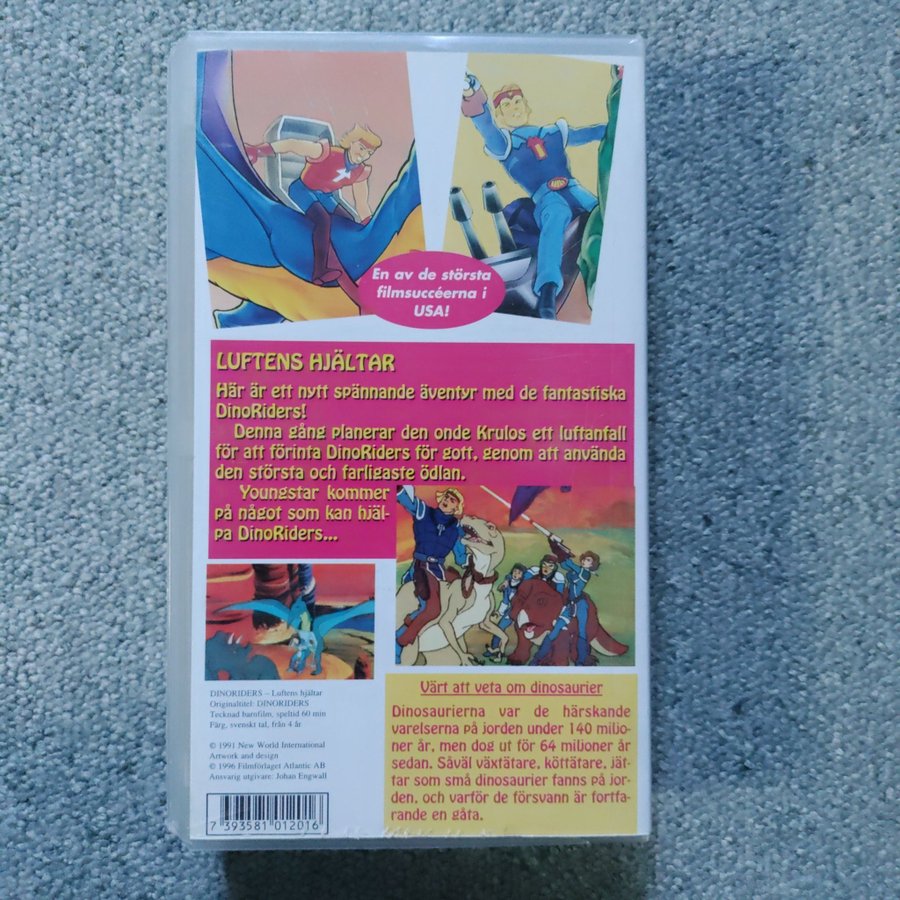 En av de största
filmsuccéerna i
USA!
LUFTENS HJÄLTAR
Här är ett nytt spännande äventyr med de fantastiska
DinoRiders!
Denna gång planerar den onde Krulos ett luftanfall
för att förinta DinoRiders för gott, genom att använda
den största och farligaste ödlan.
Youngstar kommer
på något som kan hjäl-
pa DinoRiders...
DINORIDERS – Luftens hjältar
Originaltitel: DINORIDERS
Tecknad barnfilm, speltid 60 min
Färg, svenskt tal, från 4 år.
© 1991 New World International
Artwork and design
© 1996 Filmförlaget Atlantic AB
Ansvarig utgivare: Johan Engwall
7 393581 012016
Värt att veta om dinosaurier
Dinosaurierna var de härskande
varelserna på jorden under 140 miljo-
ner år, men dog ut för 64 miljoner år
sedan. Såväl växtätare, köttätare, jät-
tar som små dinosaurier fanns på jor-
den, och varför de försvann är fortfa-
rande en gåta.